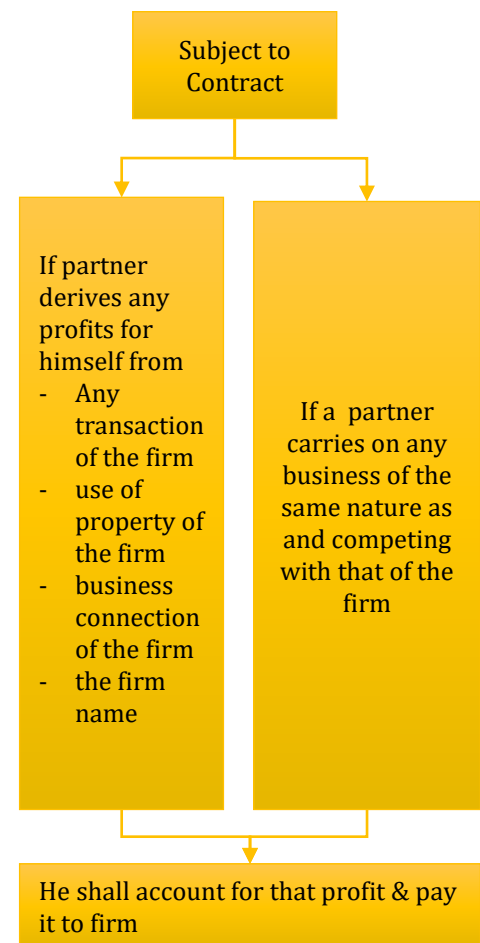 Subject to
Contract
If partner
derives any
profits for
himself from
- Any
transaction
of the firm
- use of
property of
the firm
- business
connection
of the firm
- the firm
name
If a partner
carries on any
business of the
same nature as
and competing
with that of the
firm
He shall account for that profit & pay
it to firm